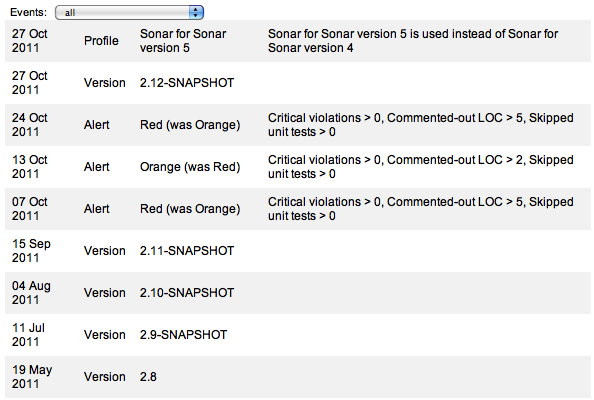 Events: all
27 Oct 2011 Profile Sonar for Sonar version 5 Sonar for Sonar version 5 is used instead of Sonar for Sonar version 4
27 Oct 2011 Version 2.12-SNAPSHOT
24 Oct 2011 Alert Red (was Orange) Critical violations > 0, Commented-out LOC > 5, Skipped unit tests > 0
13 Oct 2011 Alert Orange (was Red) Critical violations > 0, Commented-out LOC > 2, Skipped unit tests > 0
07 Oct 2011 Alert Red (was Orange) Critical violations > 0, Commented-out LOC > 5, Skipped unit tests > 0
15 Sep 2011 Version 2.11-SNAPSHOT
04 Aug 2011 Version 2.10-SNAPSHOT
11 Jul 2011 Version 2.9-SNAPSHOT
19 May 2011 Version 2.8